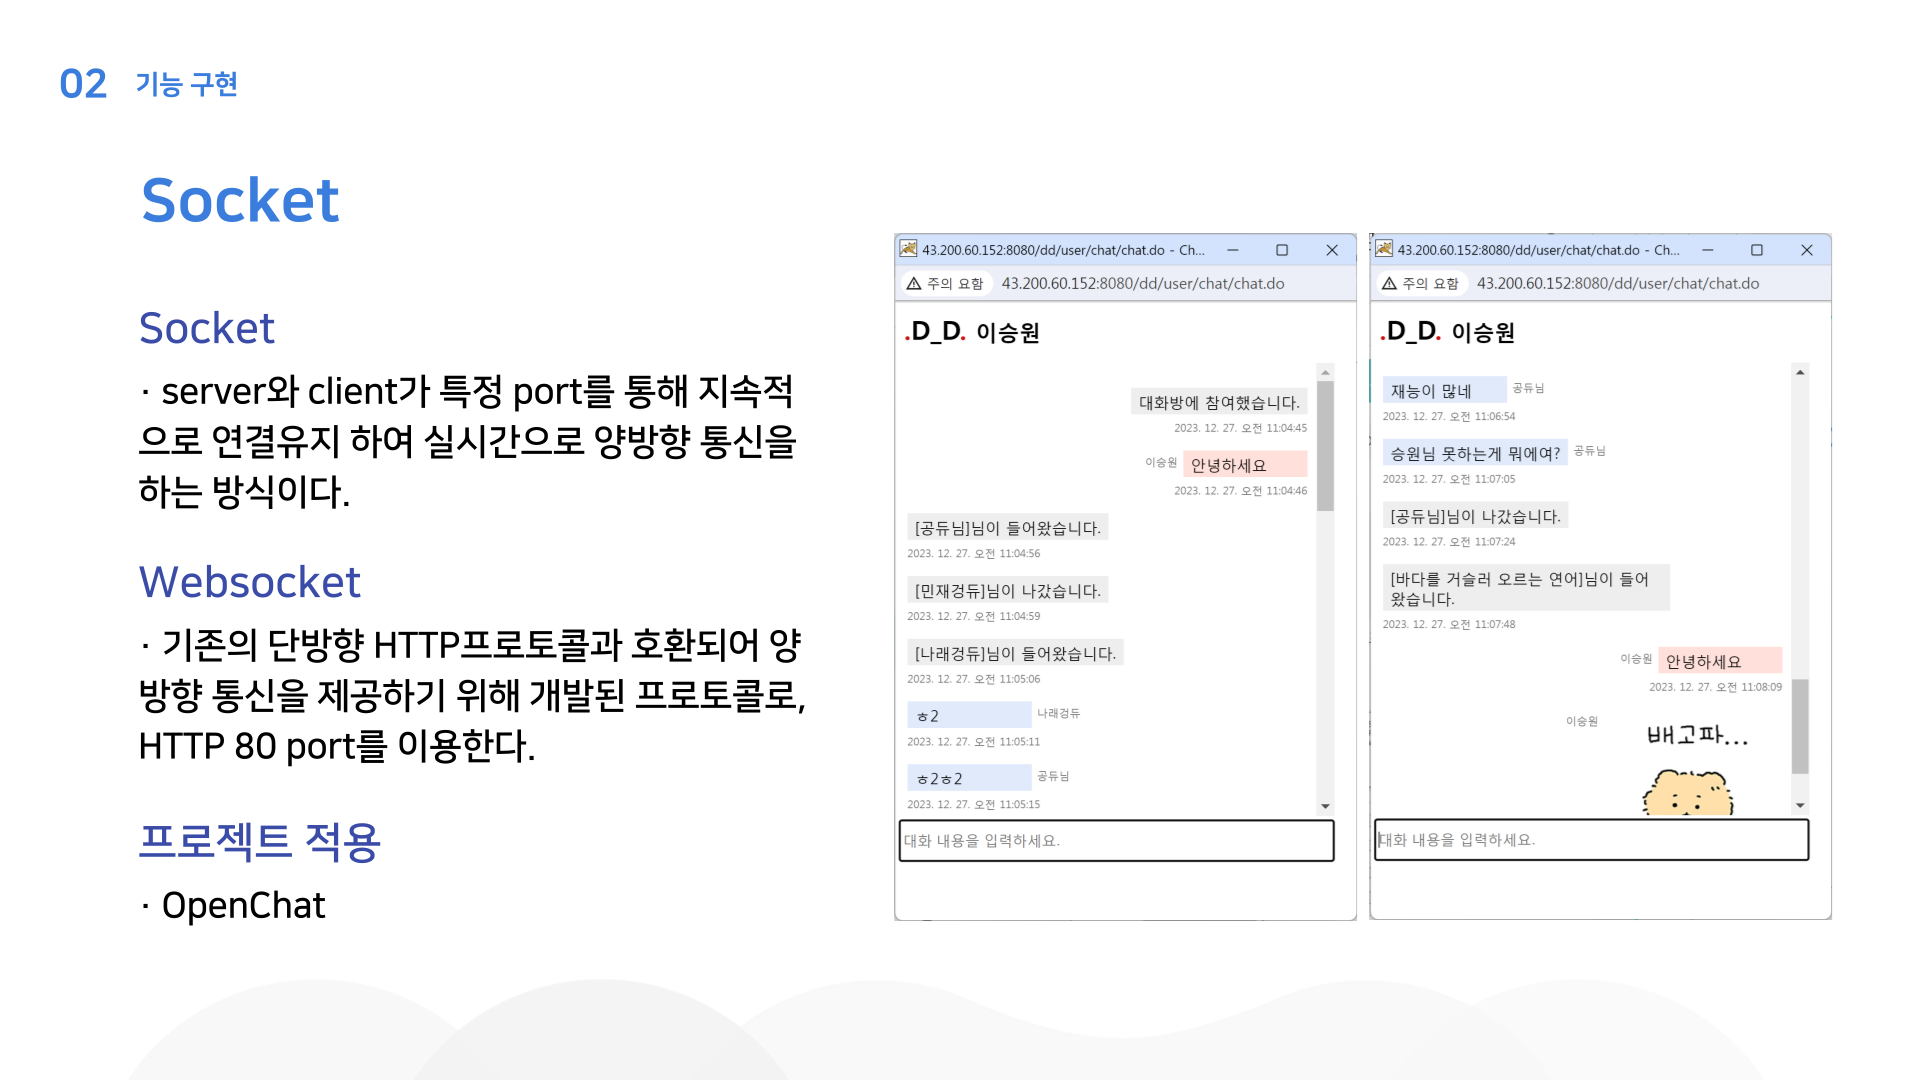 02 기능 구현
Socket
Socket
· server와 client가 특정 port를 통해 지속적
으로 연결유지 하여 실시간으로 양방향 통신을
하는 방식이다.
Websocket
· 기존의 단방향 HTTP프로토콜과 호환되어 양
방향 통신을 제공하기 위해 개발된 프로토콜로,
HTTP 80 port를 이용한다.
프로젝트 적용
· OpenChat
43.200.60.152:8080/dd/user/chat/chat.do - Ch...
주의 요함 43.200.60.152:8080/dd/user/chat/chat.do
.D_D. 이승원
대화방에 참여했습니다.
2023. 12. 27. 오전 11:04:45
이승원 안녕하세요
2023. 12. 27. 오전 11:04:46
[공듀님]님이 들어왔습니다.
2023. 12. 27. 오전 11:04:56
[민재겅듀]님이 나갔습니다.
2023. 12. 27. 오전 11:04:59
[나래겅듀]님이 들어왔습니다.
2023. 12. 27. 오전 11:05:06
ㅎ2 나래겅듀
2023. 12. 27. 오전 11:05:11
ㅎ2ㅎ2 공듀님
2023. 12. 27. 오전 11:05:15
대화 내용을 입력하세요.
43.200.60.152:8080/dd/user/chat/chat.do - Ch...
주의 요함 43.200.60.152:8080/dd/user/chat/chat.do
.D_D. 이승원
재능이 많네 공듀님
2023. 12. 27. 오전 11:06:54
승원님 못하는게 뭐에여? 공듀님
2023. 12. 27. 오전 11:07:05
[공듀님]님이 나갔습니다.
2023. 12. 27. 오전 11:07:24
[바다를 거슬러 오르는 연어]님이 들어
왔습니다.
2023. 12. 27. 오전 11:07:48
이승원 안녕하세요
2023. 12. 27. 오전 11:08:09
이승원
배고파...
대화 내용을 입력하세요.